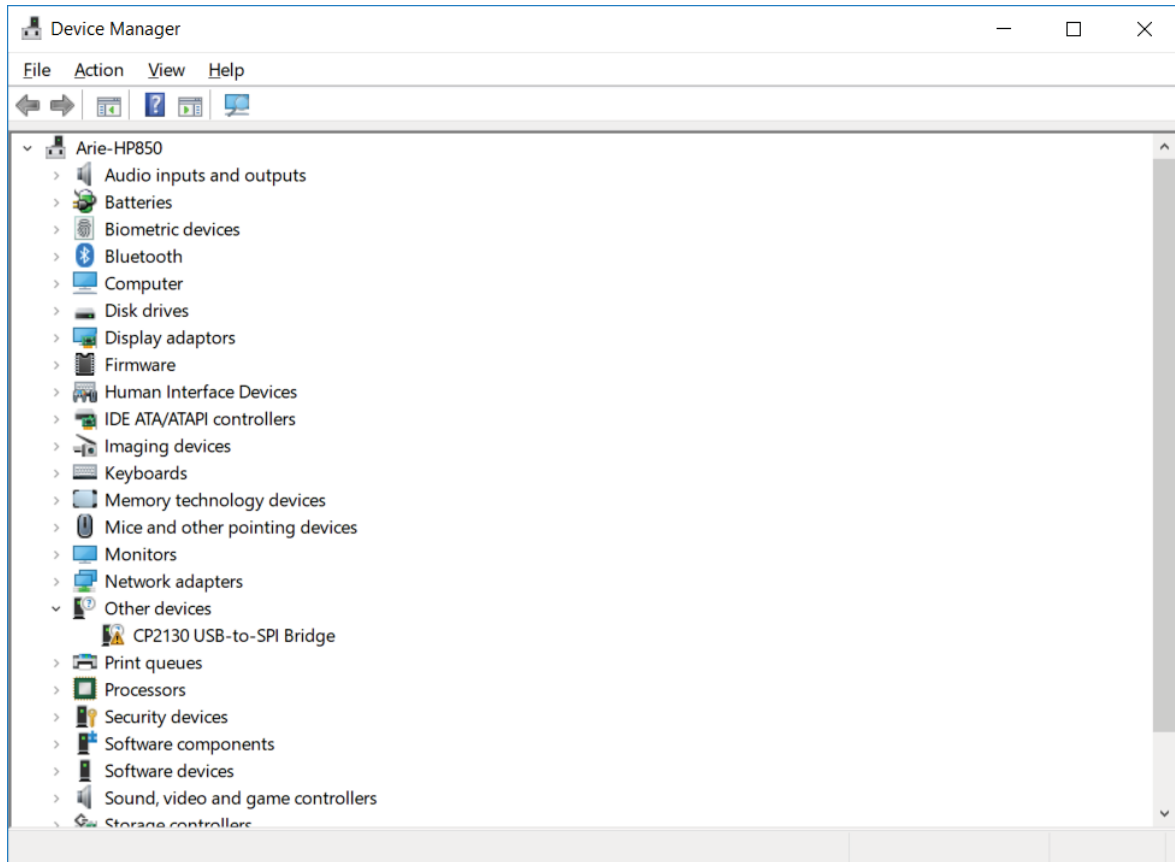 Device Manager
File Action View Help
Arie-HP850
Audio inputs and outputs
Batteries
Biometric devices
Bluetooth
Computer
Disk drives
Display adaptors
Firmware
Human Interface Devices
IDE ATA/ATAPI controllers
Imaging devices
Keyboards
Memory technology devices
Mice and other pointing devices
Monitors
Network adapters
Other devices
CP2130 USB-to-SPI Bridge
Print queues
Processors
Security devices
Software components
Software devices
Sound, video and game controllers
Storage controllers